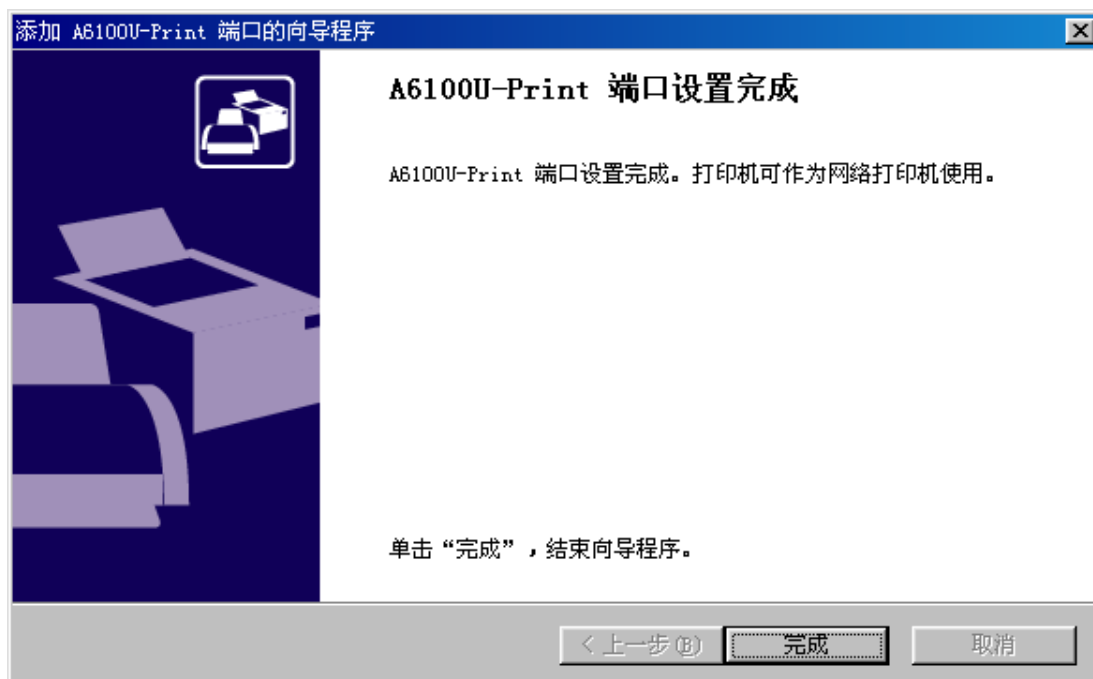 添加 A6100U-Print 端口的向导程序
A6100U-Print 端口设置完成
A6100U-Print 端口设置完成。打印机可作为网络打印机使用。
单击“完成”，结束向导程序。
< 上一步(B)
完成
取消